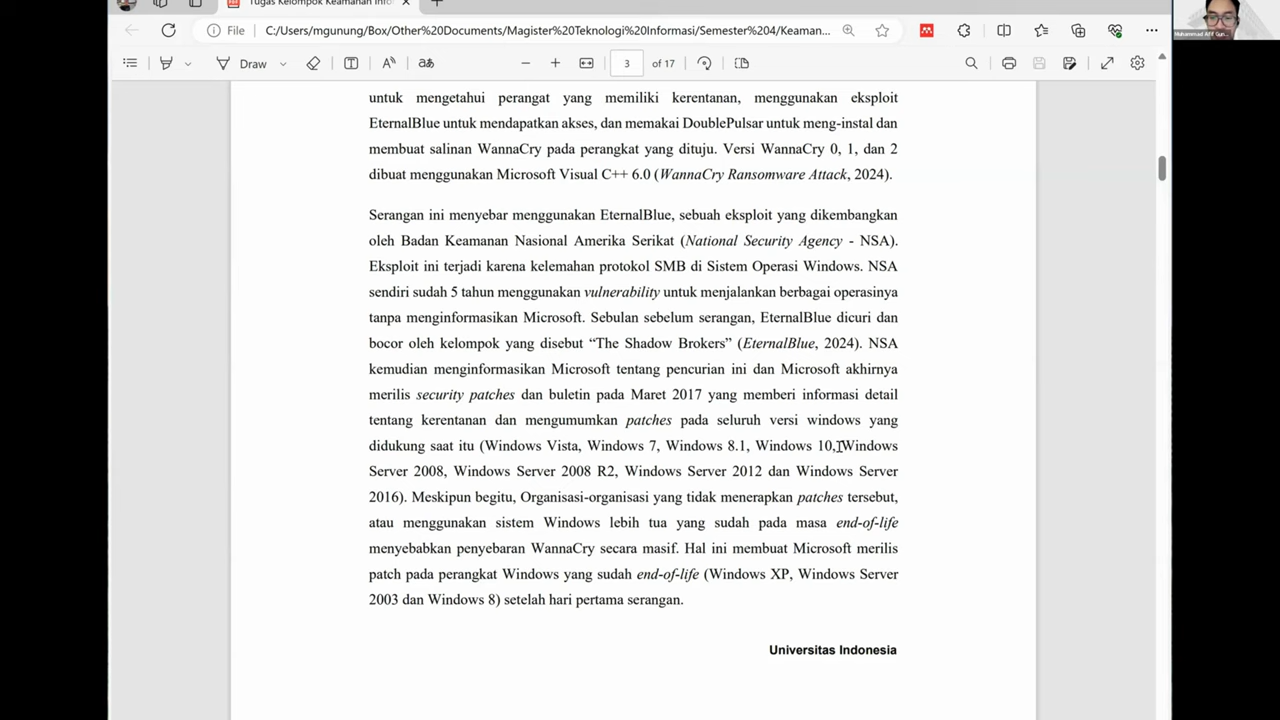 Tugas Kelompok Keamanan Info
File
C:/Users/mgunung/Box/Other%20Documents/Magister%20Teknologi%20Informasi/Semester%204/Keaman...
Draw
3 of 17
untuk mengetahui perangat yang memiliki kerentanan, menggunakan eksploit
EternalBlue untuk mendapatkan akses, dan memakai DoublePulsar untuk meng-instal dan
membuat salinan WannaCry pada perangkat yang dituju. Versi WannaCry 0, 1, dan 2
dibuat menggunakan Microsoft Visual C++ 6.0 (WannaCry Ransomware Attack, 2024).
Serangan ini menyebar menggunakan EternalBlue, sebuah eksploit yang dikembangkan
oleh Badan Keamanan Nasional Amerika Serikat (National Security Agency - NSA).
Eksploit ini terjadi karena kelemahan protokol SMB di Sistem Operasi Windows. NSA
sendiri sudah 5 tahun menggunakan vulnerability untuk menjalankan berbagai operasinya
tanpa menginformasikan Microsoft. Sebulan sebelum serangan, EternalBlue dicuri dan
bocor oleh kelompok yang disebut “The Shadow Brokers” (EternalBlue, 2024). NSA
kemudian menginformasikan Microsoft tentang pencurian ini dan Microsoft akhirnya
merilis security patches dan buletin pada Maret 2017 yang memberi informasi detail
tentang kerentanan dan mengumumkan patches pada seluruh versi windows yang
didukung saat itu (Windows Vista, Windows 7, Windows 8.1, Windows 10, Windows
Server 2008, Windows Server 2008 R2, Windows Server 2012 dan Windows Server
2016). Meskipun begitu, Organisasi-organisasi yang tidak menerapkan patches tersebut,
atau menggunakan sistem Windows lebih tua yang sudah pada masa end-of-life
menyebabkan penyebaran WannaCry secara masif. Hal ini membuat Microsoft merilis
patch pada perangkat Windows yang sudah end-of-life (Windows XP, Windows Server
2003 dan Windows 8) setelah hari pertama serangan.
Universitas Indonesia
Muhammad Afif Gun...